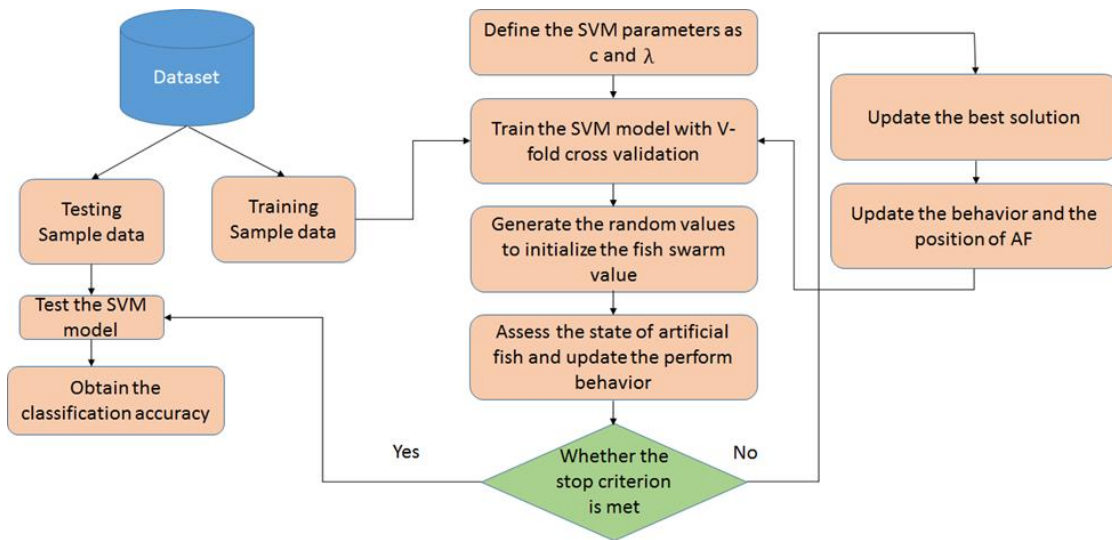 Dataset
Testing
Sample data
Training
Sample data
Test the SVM
model
Obtain the
classification accuracy
Define the SVM parameters as
c and λ
Train the SVM model with V-
fold cross validation
Generate the random values
to initialize the fish swarm
value
Assess the state of artificial
fish and update the perform
behavior
Whether the
stop criterion
is met
Yes
No
Update the best solution
Update the behavior and the
position of AF